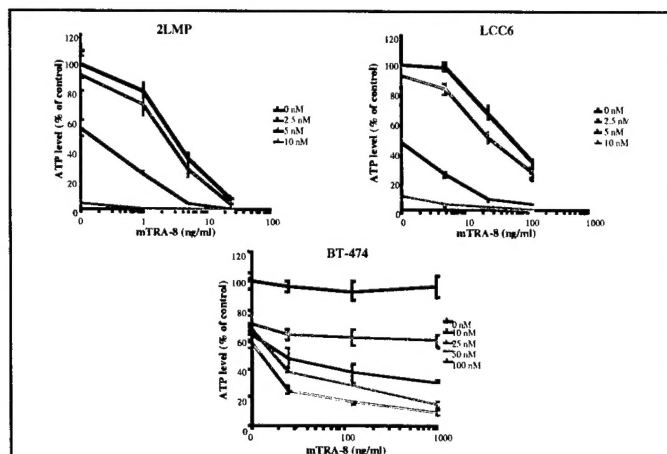 2LMP
120
100
80
60
40
20
0
ATP level (% of control)
0 1 10 100
mTRA-8 (ng/ml)
0 nM
2.5 nM
5 nM
10 nM
LCC6
120
100
80
60
40
20
0
ATP level (% of control)
0 10 100 1000
mTRA-8 (ng/ml)
0 nM
2.5 nM
5 nM
10 nM
BT-474
120
100
80
60
40
20
0
ATP level (% of control)
0 100 1000
mTRA-8 (ng/ml)
0 nM
10 nM
25 nM
50 nM
100 nM